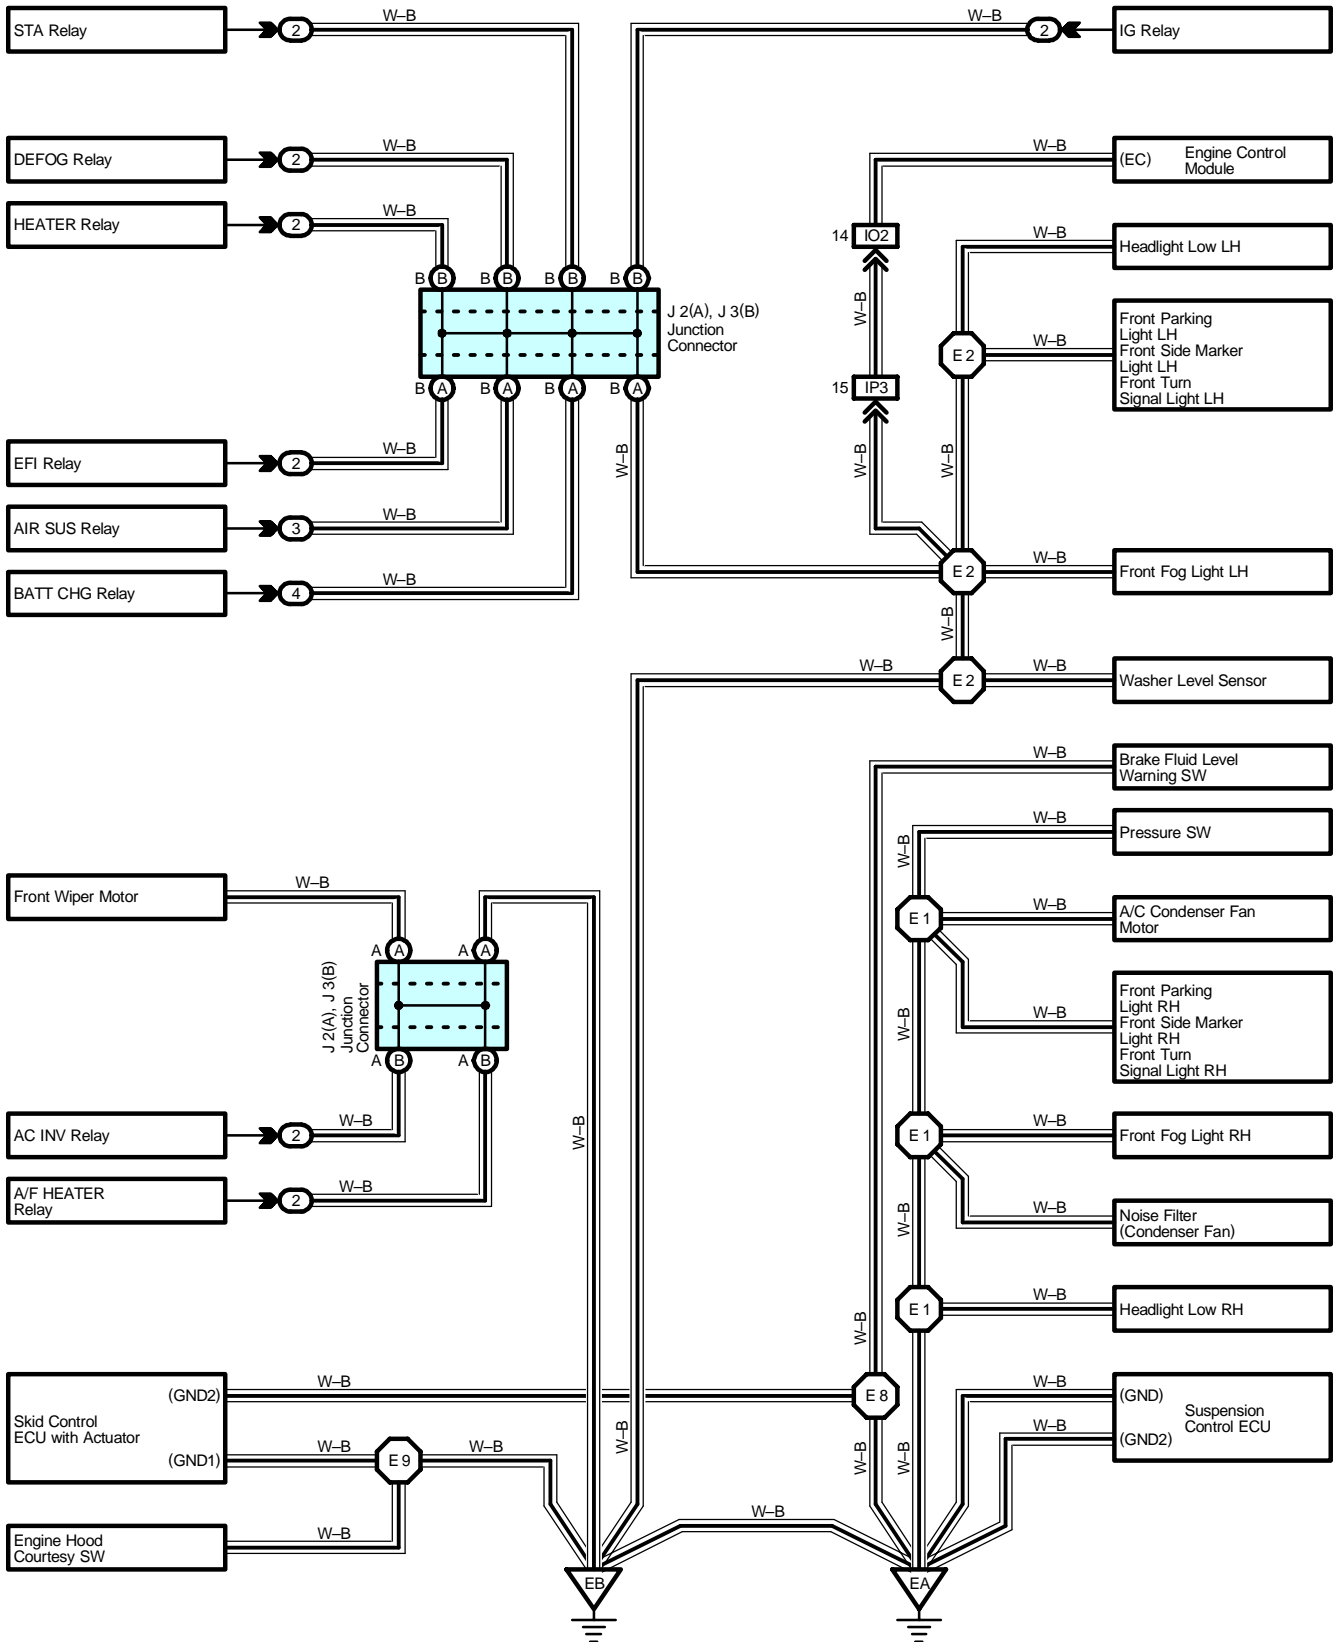 W–B
W–B
STA Relay
2
2
IG Relay
W–B
W–B
DEFOG Relay
2
(EC)
Engine Control
Module
W–B
HEATER Relay
2
14
IO2
W–B
Headlight Low LH
B
B
B
B
B
B
B
B
W–B
J 2(A), J 3(B)
Junction
Connector
Front Parking
Light LH
Front Side Marker
Light LH
Front Turn
Signal Light LH
W–B
E 2
B
A
B
A
B
A
B
A
15
IP3
W–B
EFI Relay
2
W–B
W–B
W–B
W–B
AIR SUS Relay
3
W–B
BATT CHG Relay
4
E 2
W–B
Front Fog Light LH
W–B
W–B
E 2
W–B
Washer Level Sensor
W–B
Brake Fluid Level
Warning SW
W–B
Pressure SW
W–B
W–B
Front Wiper Motor
E 1
W–B
A/C Condenser Fan
Motor
A
A
A
A
J 2(A), J 3(B)
Junction
Connector
W–B
W–B
Front Parking
Light RH
Front Side Marker
Light RH
Front Turn
Signal Light RH
A
B
A
B
W–B
AC INV Relay
2
W–B
E 1
W–B
Front Fog Light RH
W–B
A/F HEATER
Relay
2
W–B
W–B
Noise Filter
(Condenser Fan)
E 1
W–B
Headlight Low RH
W–B
Skid Control
ECU with Actuator
(GND2)
W–B
E 8
W–B
(GND)
Suspension
Control ECU
W–B
(GND2)
(GND1)
W–B
E 9
W–B
W–B
W–B
W–B
Engine Hood
Courtesy SW
W–B
W–B
EB
EA